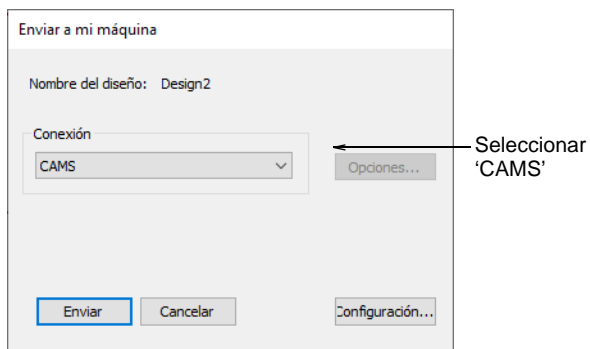 Enviar a mi máquina
Nombre del diseño: Design2
Conexión
CAMS
Opciones...
Seleccionar
‘CAMS’
Enviar
Cancelar
Configuración...